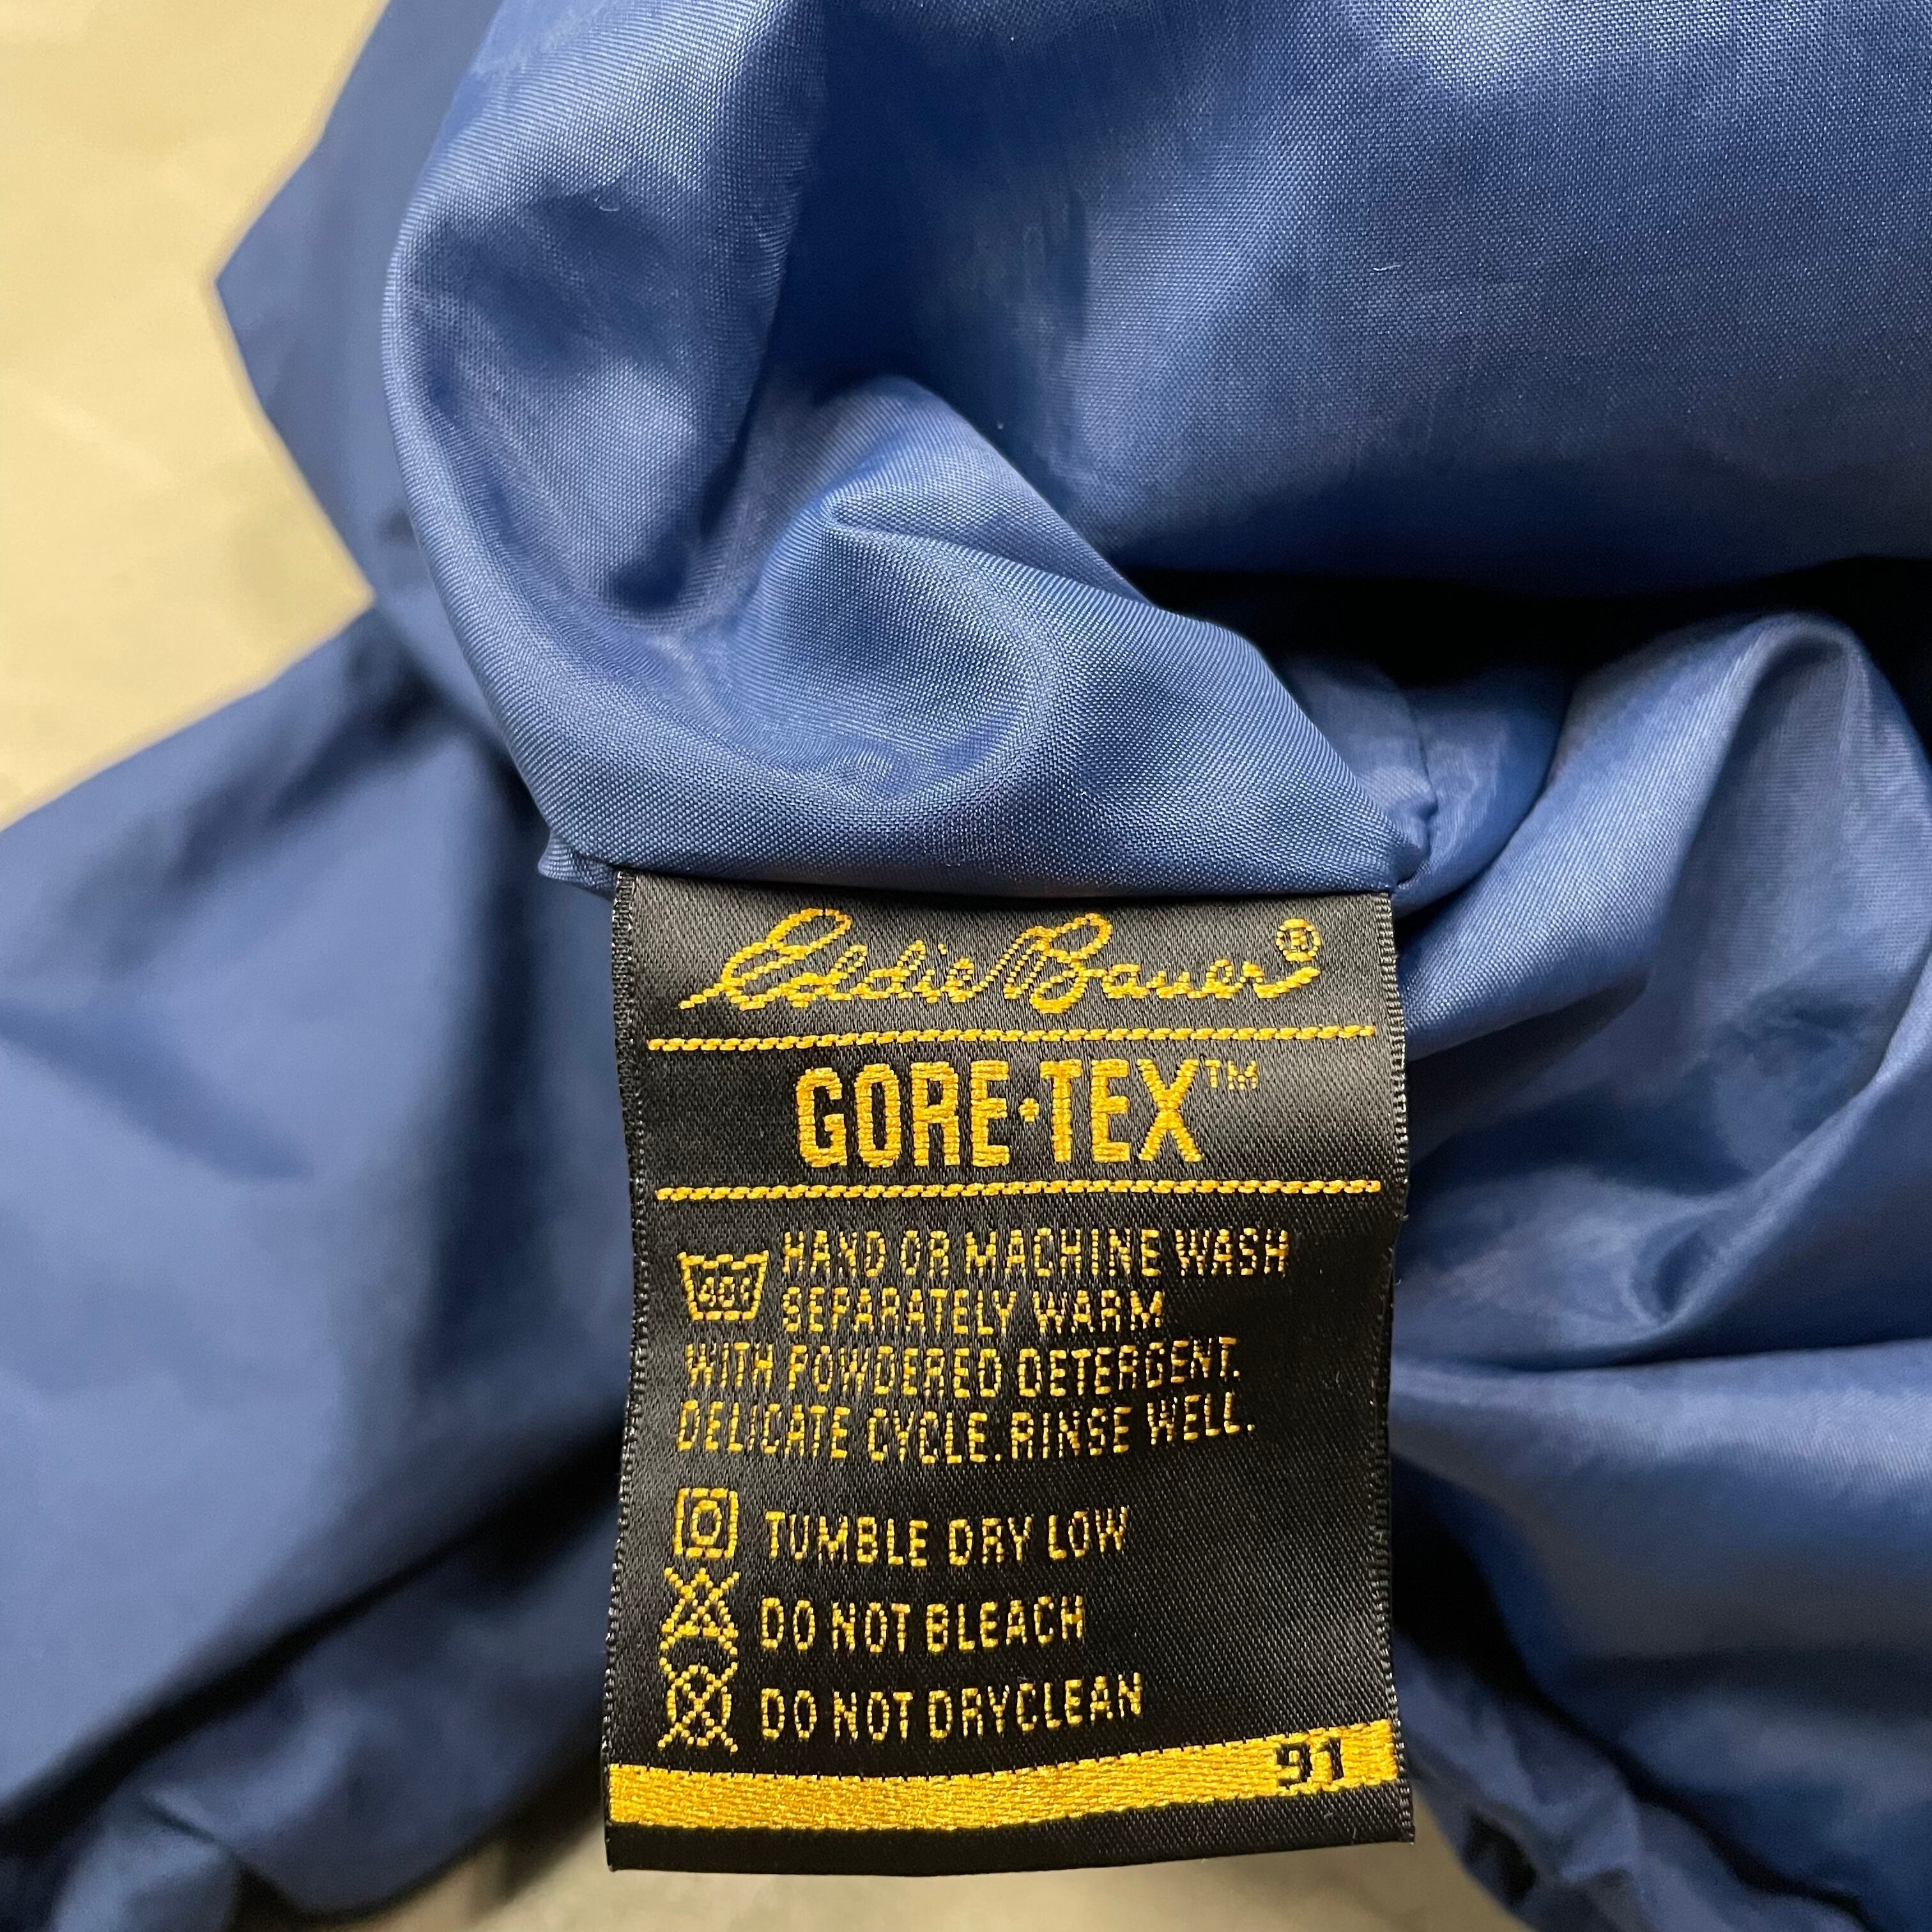 Eddie Bauer®
GORE·TEX™
40° HAND OR MACHINE WASH
SEPARATELY WARM
WITH POWDERED DETERGENT.
DELICATE CYCLE. RINSE WELL.
TUMBLE DRY LOW
DO NOT BLEACH
DO NOT DRYCLEAN
91